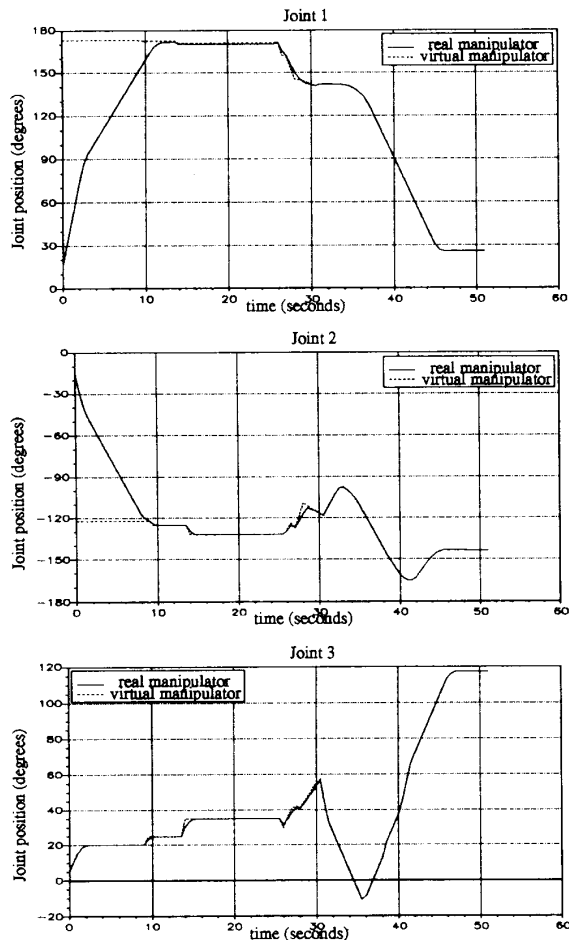 Joint 1
180
150
120
90
60
30
0
Joint position (degrees)
real manipulator
virtual manipulator
0 10 20 30 40 50 60
time (seconds)
Joint 2
0
-30
-60
-90
-120
-150
-180
Joint position (degrees)
real manipulator
virtual manipulator
0 10 20 30 40 50 60
time (seconds)
Joint 3
120
100
80
60
40
20
0
-20
Joint position (degrees)
real manipulator
virtual manipulator
0 10 20 30 40 50 60
time (seconds)